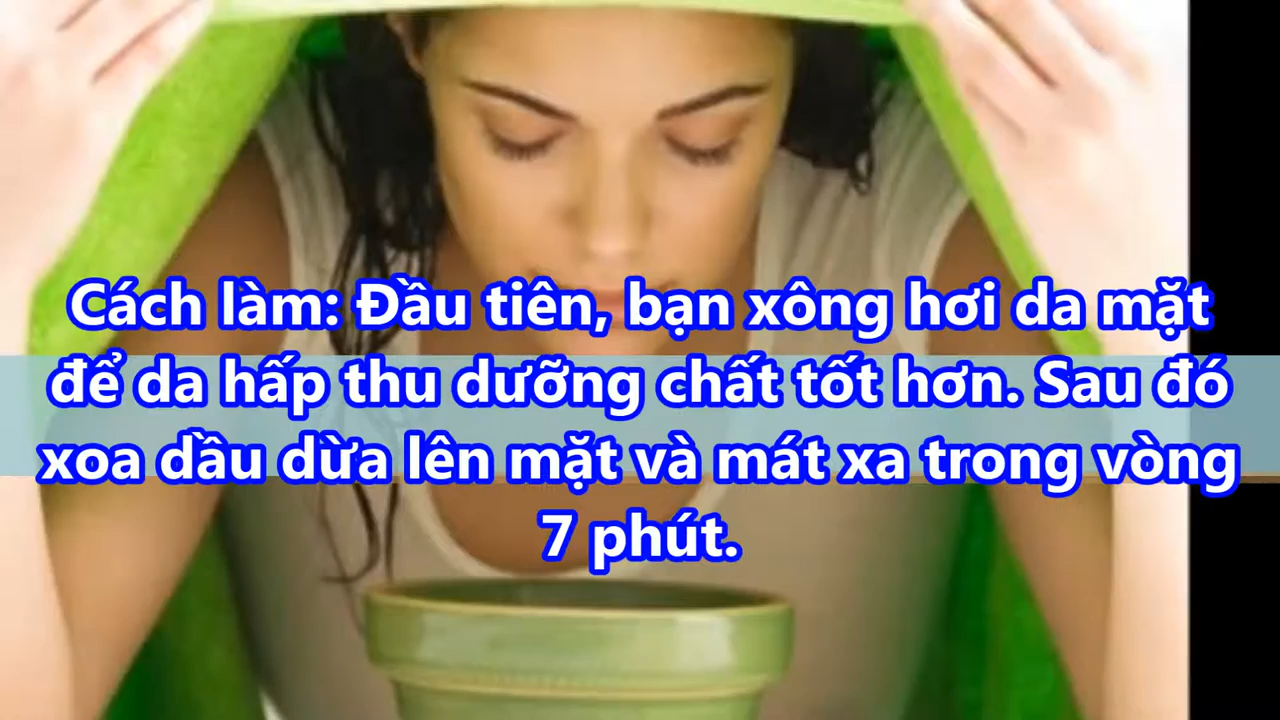 Cách làm: Đầu tiên, bạn xông hơi da mặt
để da hấp thu dưỡng chất tốt hơn. Sau đó
xoa dầu dừa lên mặt và mát xa trong vòng
7 phút.